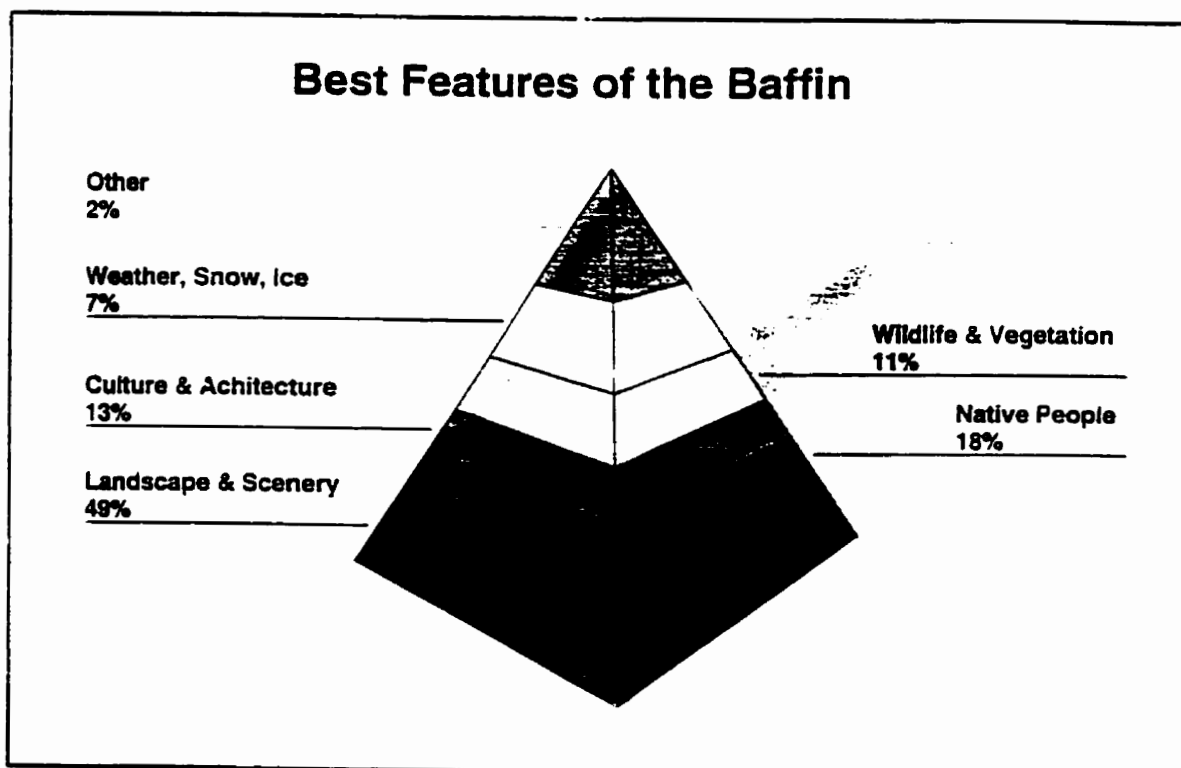 Best Features of the Baffin
Other
2%
Weather, Snow, Ice
7%
Wildlife & Vegetation
11%
Culture & Achitecture
13%
Native People
18%
Landscape & Scenery
49%